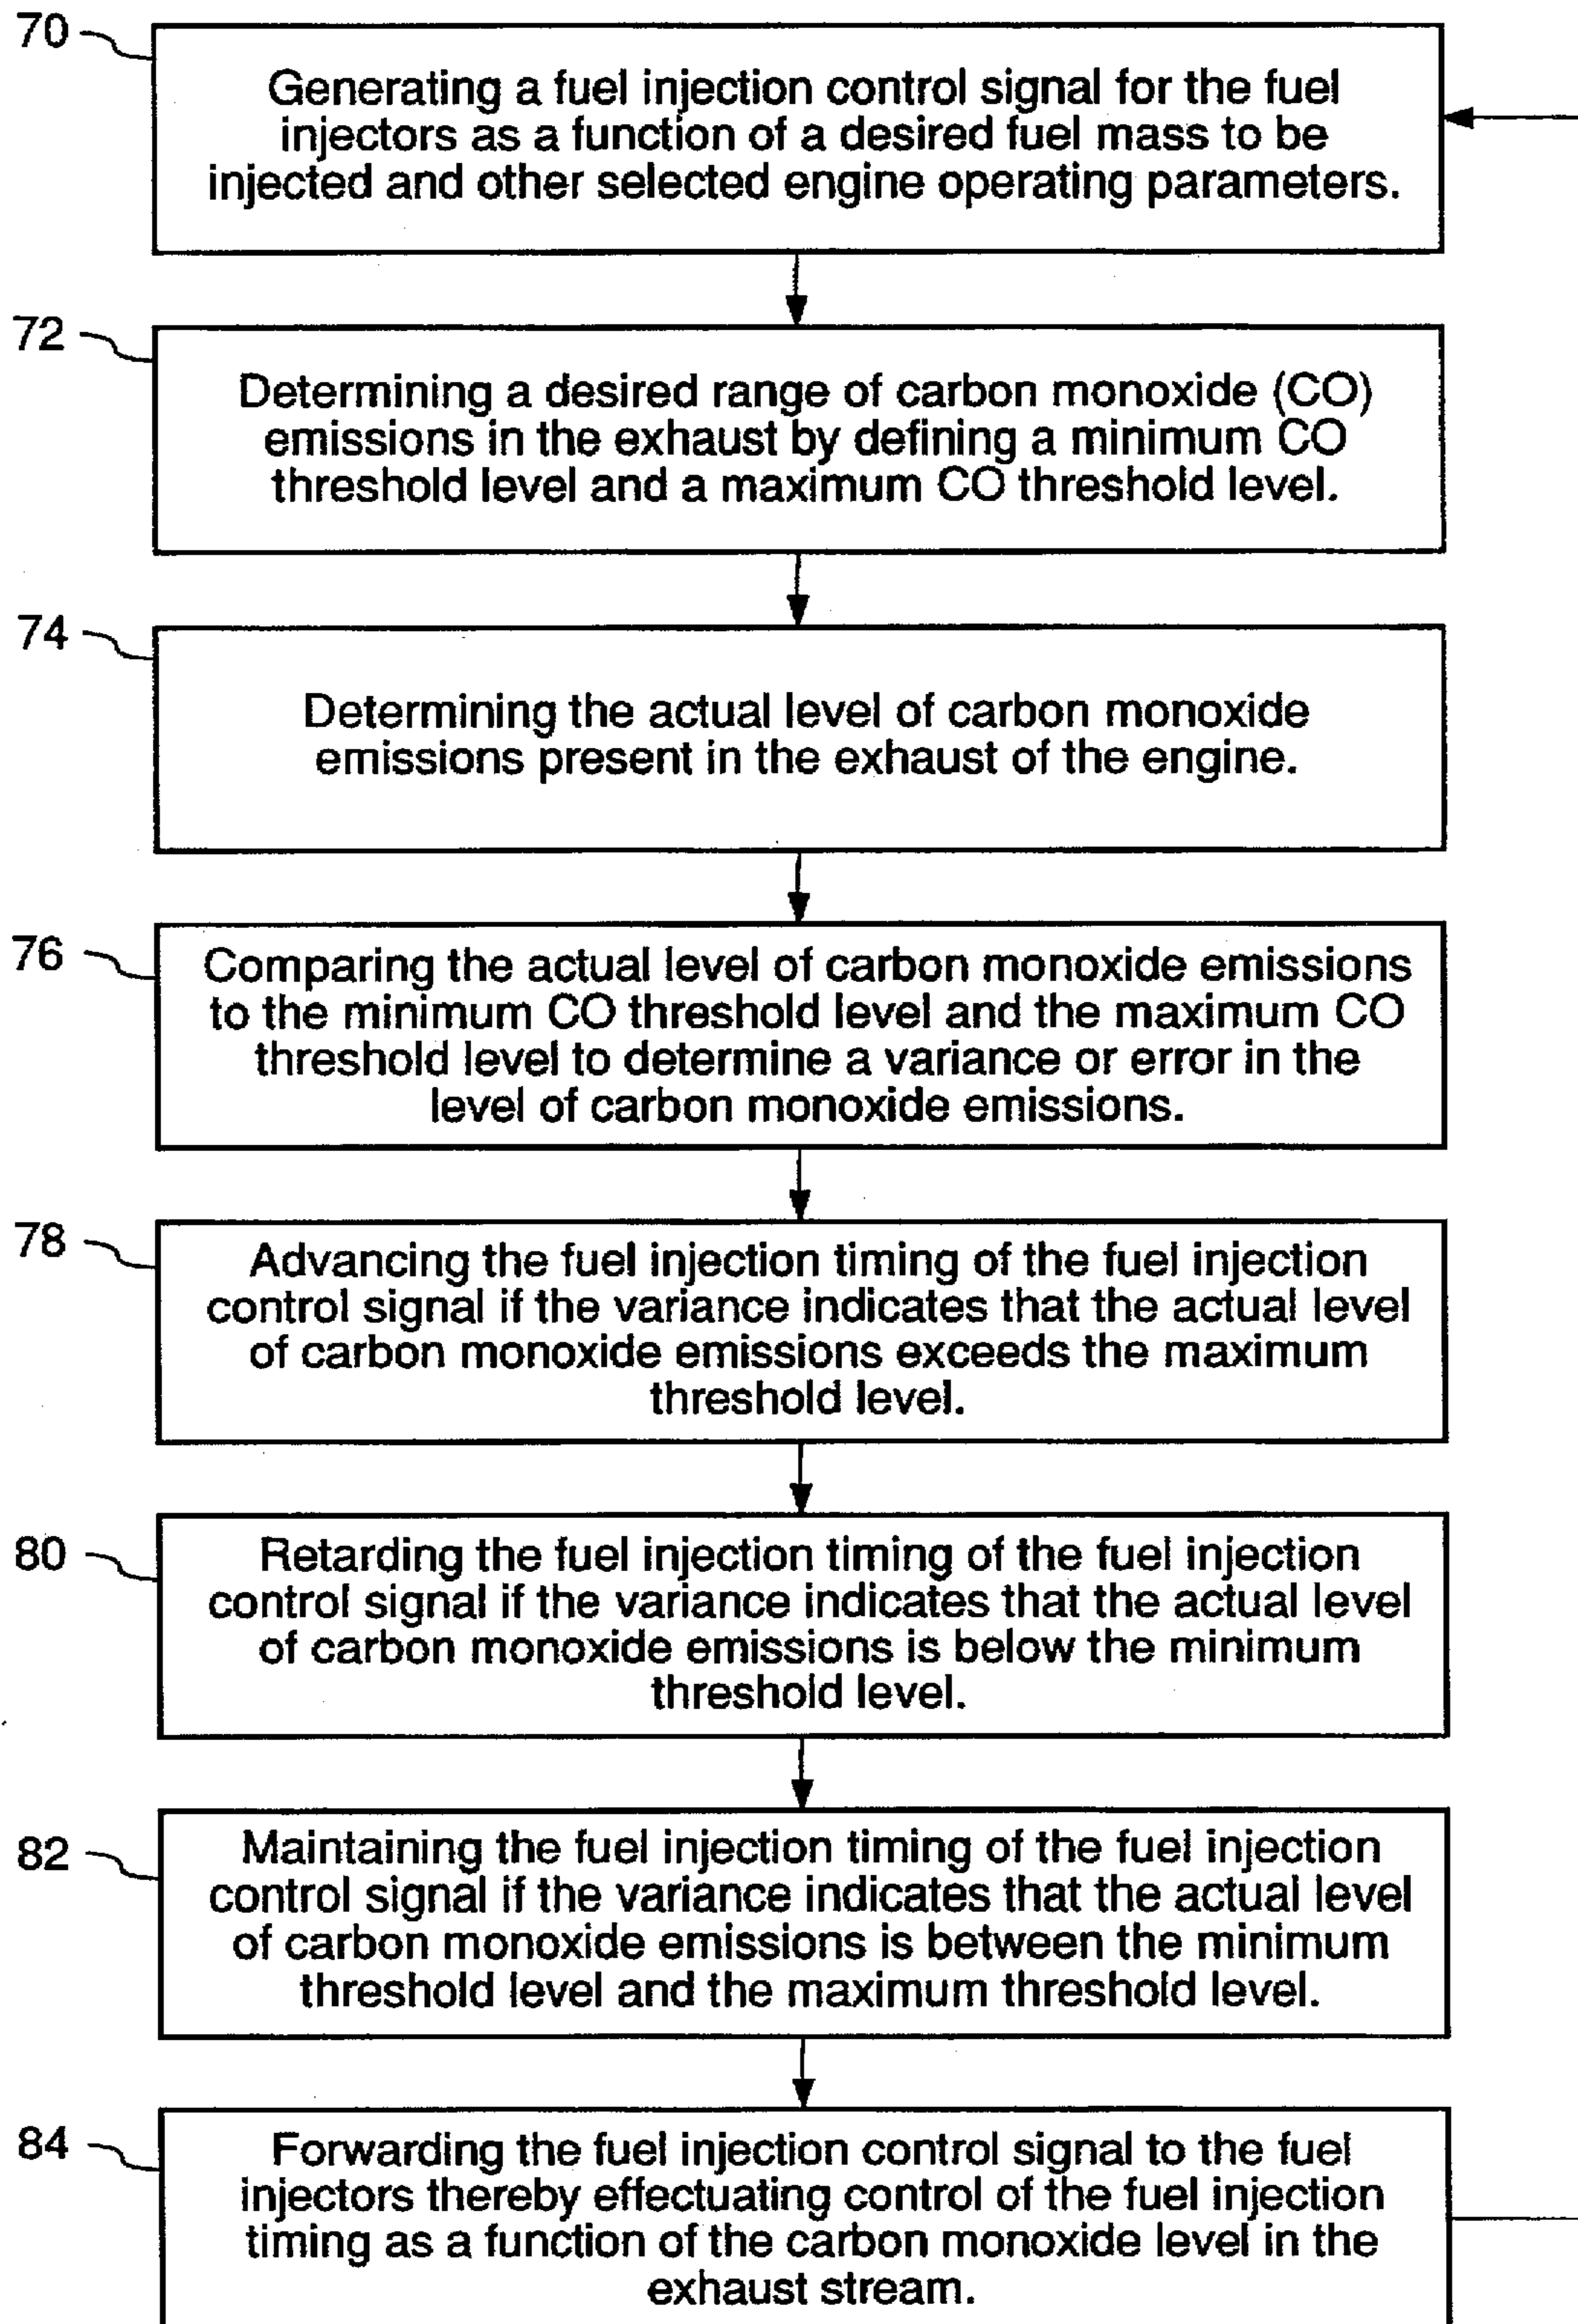 70
Generating a fuel injection control signal for the fuel
injectors as a function of a desired fuel mass to be
injected and other selected engine operating parameters.
72
Determining a desired range of carbon monoxide (CO)
emissions in the exhaust by defining a minimum CO
threshold level and a maximum CO threshold level.
74
Determining the actual level of carbon monoxide
emissions present in the exhaust of the engine.
76
Comparing the actual level of carbon monoxide emissions
to the minimum CO threshold level and the maximum CO
threshold level to determine a variance or error in the
level of carbon monoxide emissions.
78
Advancing the fuel injection timing of the fuel injection
control signal if the variance indicates that the actual level
of carbon monoxide emissions exceeds the maximum
threshold level.
80
Retarding the fuel injection timing of the fuel injection
control signal if the variance indicates that the actual level
of carbon monoxide emissions is below the minimum
threshold level.
82
Maintaining the fuel injection timing of the fuel injection
control signal if the variance indicates that the actual level
of carbon monoxide emissions is between the minimum
threshold level and the maximum threshold level.
84
Forwarding the fuel injection control signal to the fuel
injectors thereby effectuating control of the fuel injection
timing as a function of the carbon monoxide level in the
exhaust stream.